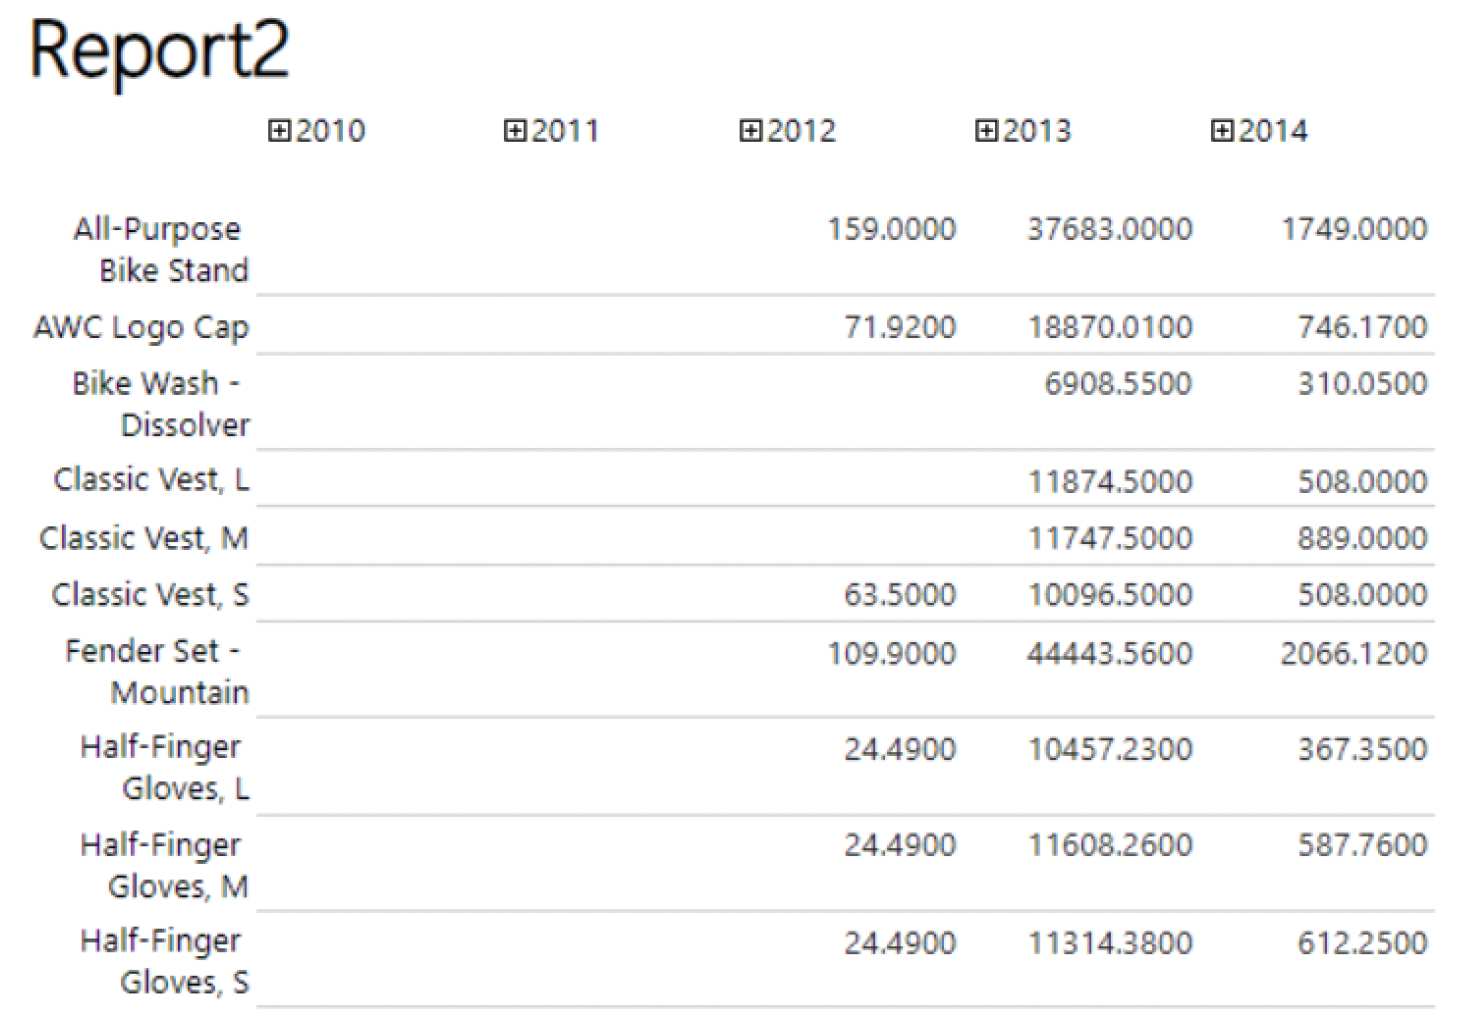 Report2
2010 2011 2012 2013 2014
All-Purpose 159.0000 37683.0000 1749.0000
Bike Stand
AWC Logo Cap 71.9200 18870.0100 746.1700
Bike Wash - 6908.5500 310.0500
Dissolver
Classic Vest, L 11874.5000 508.0000
Classic Vest, M 11747.5000 889.0000
Classic Vest, S 63.5000 10096.5000 508.0000
Fender Set - 109.9000 44443.5600 2066.1200
Mountain
Half-Finger 24.4900 10457.2300 367.3500
Gloves, L
Half-Finger 24.4900 11608.2600 587.7600
Gloves, M
Half-Finger 24.4900 11314.3800 612.2500
Gloves, S